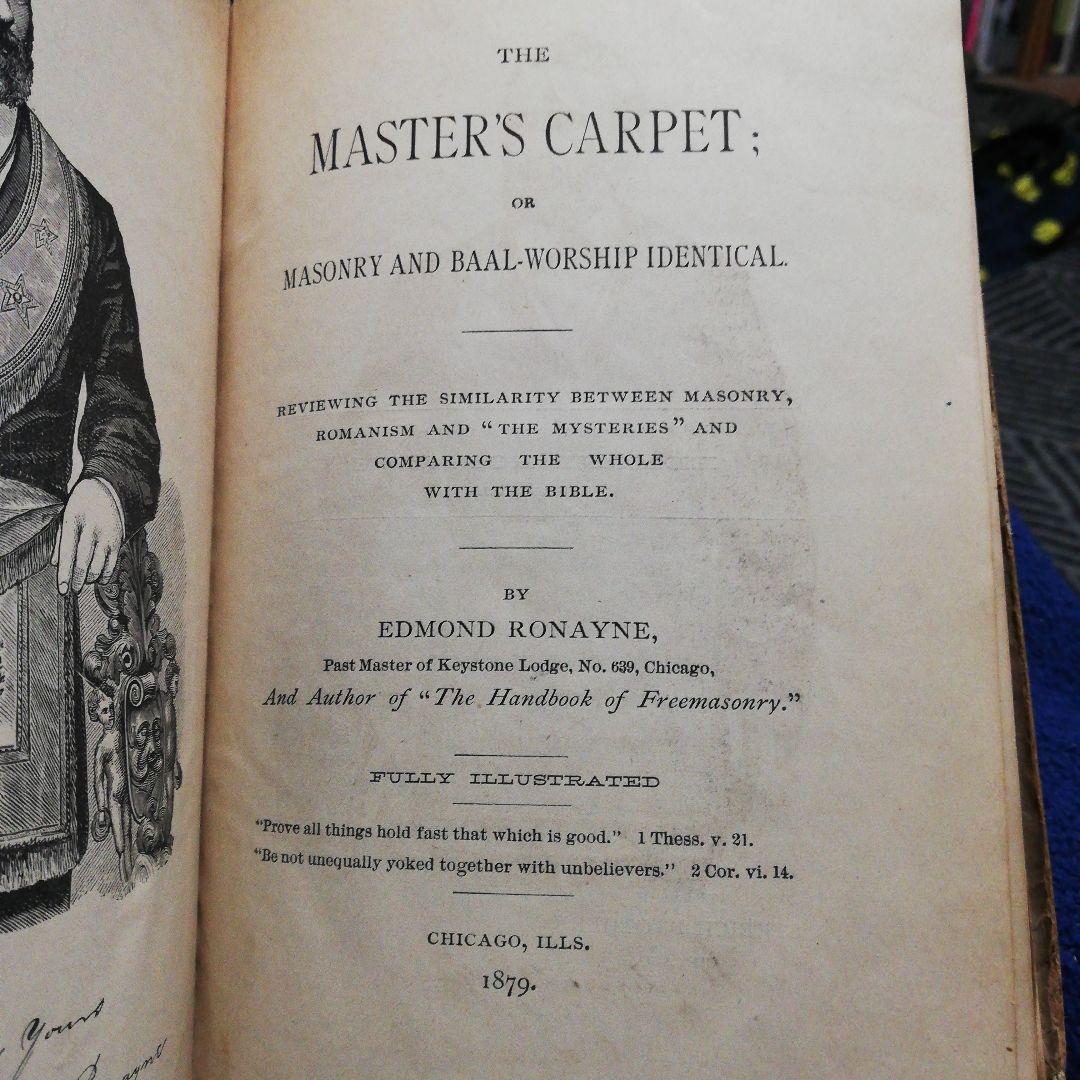 Yours
THE
MASTER'S CARPET;
OR
MASONRY AND BAAL-WORSHIP IDENTICAL.
REVIEWING THE SIMILARITY BETWEEN MASONRY,
ROMANISM AND "THE MYSTERIES" AND
COMPARING THE WHOLE
WITH THE BIBLE.
BY
EDMOND RONAYNE,
Past Master of Keystone Lodge, No. 639, Chicago,
And Author of "The Handbook of Freemasonry."
FULLY ILLUSTRATED
"Prove all things hold fast that which is good." 1 Thess. v. 21.
"Be not unequally yoked together with unbelievers." 2 Cor. vi. 14.
CHICAGO, ILLS.
1879.